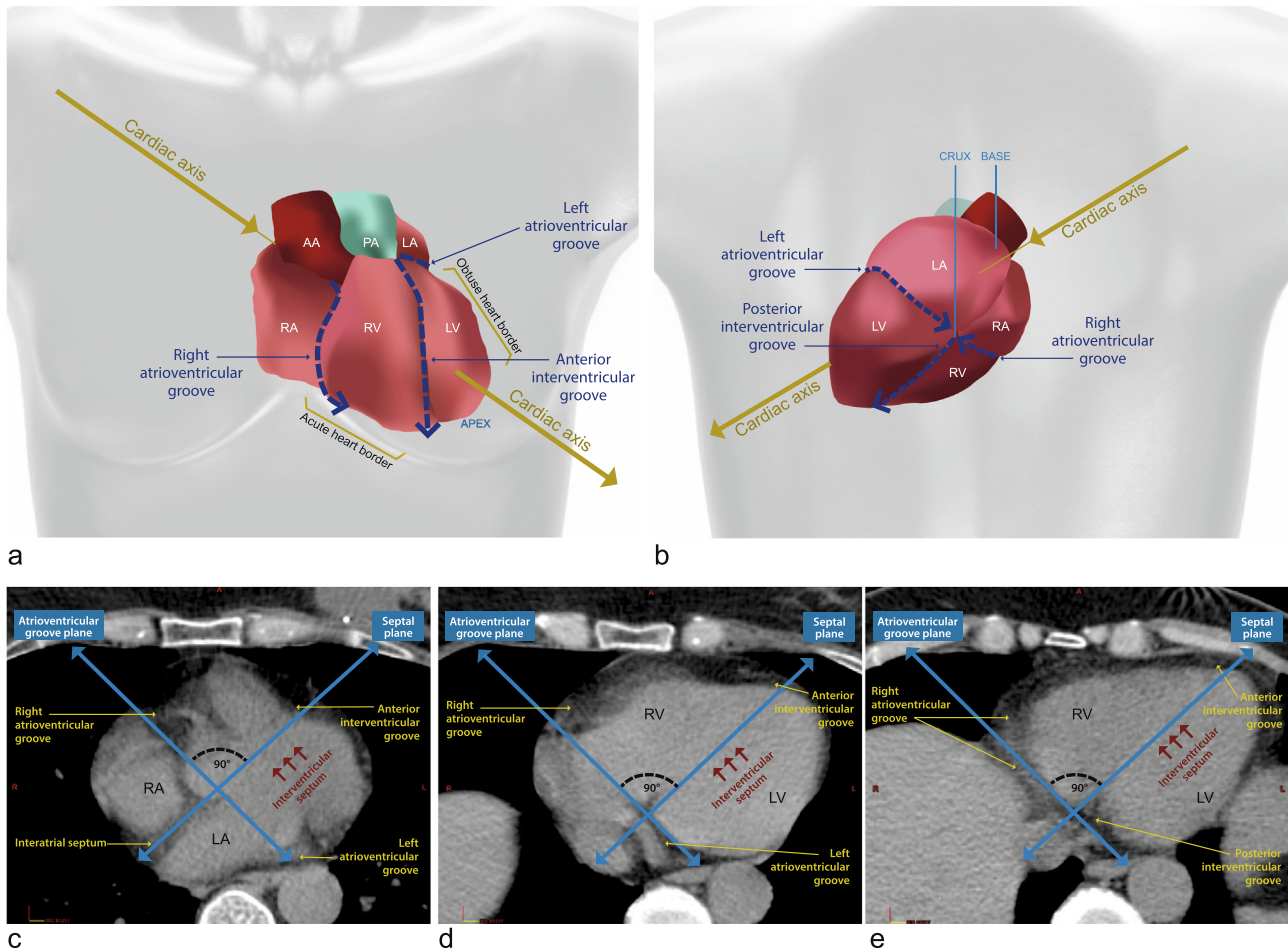 Cardiac axis
AA
PA
LA
Left
atrioventricular
groove
Obtuse heart border
RA
RV
LV
Right
atrioventricular
groove
Anterior
interventricular
groove
APEX
Acute heart border
Cardiac axis
a
CRUX
BASE
Cardiac axis
Left
atrioventricular
groove
LA
Posterior
interventricular
groove
LV
RA
RV
Right
atrioventricular
groove
Cardiac axis
b
A
Atrioventricular
groove plane
Septal
plane
Right
atrioventricular
groove
Anterior
interventricular
groove
90°
Interventricular
septum
R
L
RA
LA
Interatrial septum
Left
atrioventricular
groove
c
A
Atrioventricular
groove plane
Septal
plane
Right
atrioventricular
groove
RV
Anterior
interventricular
groove
90°
Interventricular
septum
R
L
LV
Left
atrioventricular
groove
d
A
Atrioventricular
groove plane
Septal
plane
Right
atrioventricular
groove
RV
Anterior
interventricular
groove
90°
Interventricular
septum
R
L
LV
Posterior
interventricular
groove
e